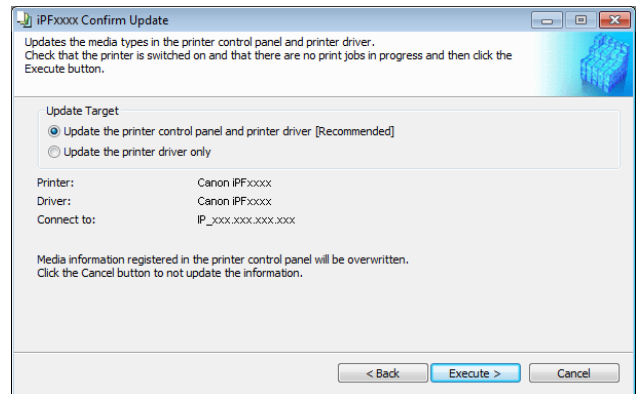 iPFxxxx Confirm Update
Updates the media types in the printer control panel and printer driver.
Check that the printer is switched on and that there are no print jobs in progress and then click the
Execute button.
Update Target
Update the printer control panel and printer driver [Recommended]
Update the printer driver only
Printer: Canon iPFxxxx
Driver: Canon iPFxxxx
Connect to: IP_xxx.xxx.xxx.xxx
Media information registered in the printer control panel will be overwritten.
Click the Cancel button to not update the information.
< Back Execute > Cancel